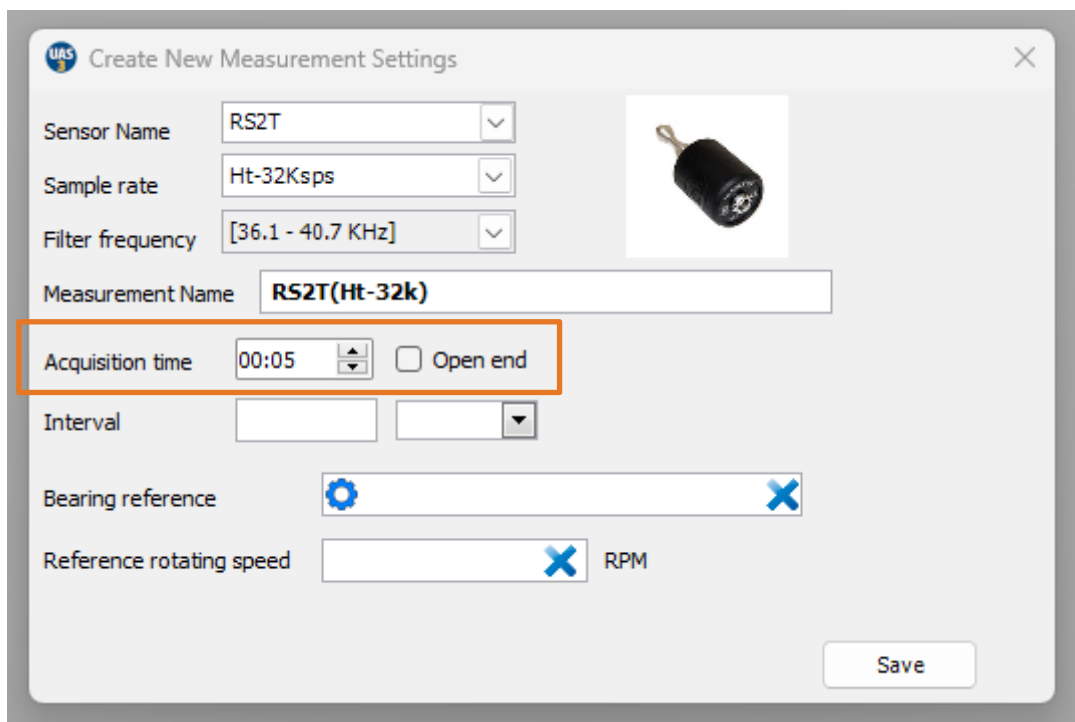 UAS 3 Create New Measurement Settings
Sensor Name RS2T
Sample rate Ht-32Ksps
Filter frequency [36.1 - 40.7 KHz]
Measurement Name RS2T(Ht-32k)
Acquisition time 00:05 Open end
Interval
Bearing reference
Reference rotating speed RPM
Save